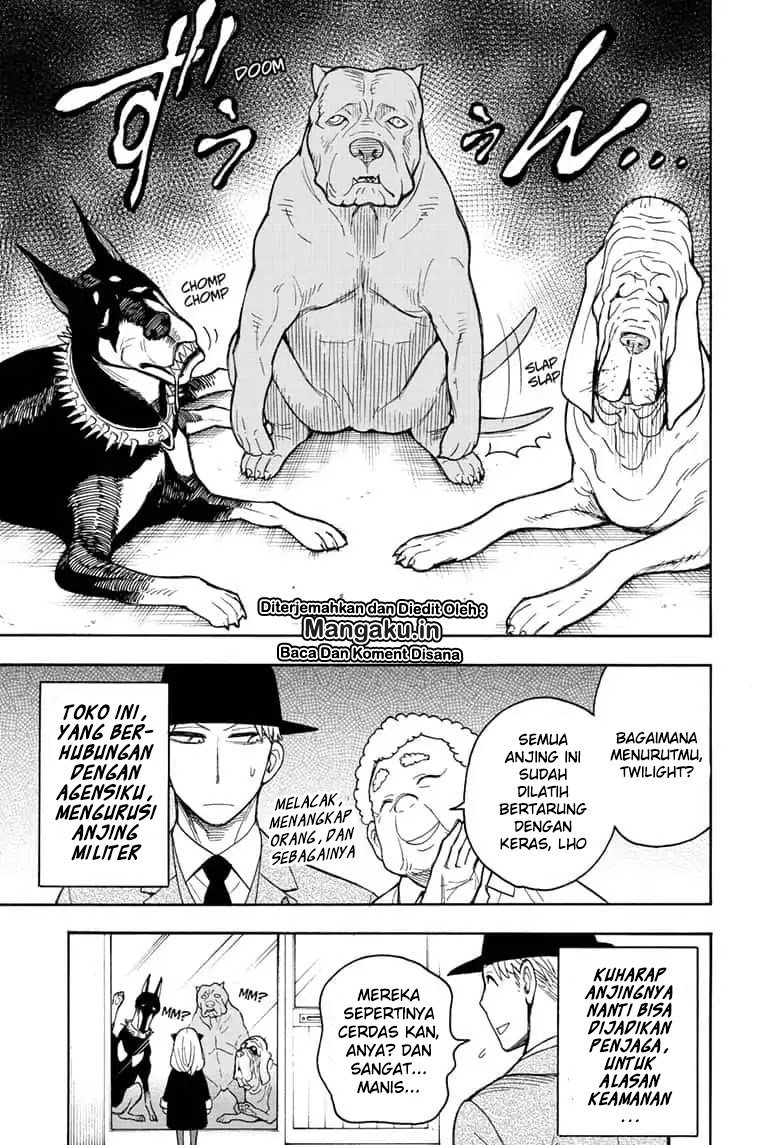 ずぅぅん...
DOOM
CHOMP
CHOMP
SLAP
SLAP
Diterjemahkan dan Diedit Oleh :
Mangaku.in
Baca Dan Koment Disana
BAGAIMANA
MENURUTMU,
TWILIGHT?
SEMUA
ANJING INI
SUDAH
DILATIH
BERTARUNG
DENGAN
KERAS, LHO
MELACAK,
MENANGKAP
ORANG, DAN
SEBAGAINYA
TOKO INI,
YANG BER-
HUBUNGAN
DENGAN
AGENSIKU,
MENGURUSI
ANJING
MILITER
KUHARAP
ANJINGNYA
NANTI BISA
DIJADIKAN
PENJAGA,
UNTUK
ALASAN
KEAMANAN
...
MEREKA
SEPERTINYA
CERDAS KAN,
ANYA? DAN
SANGAT...
MANIS...
MM?
MM?